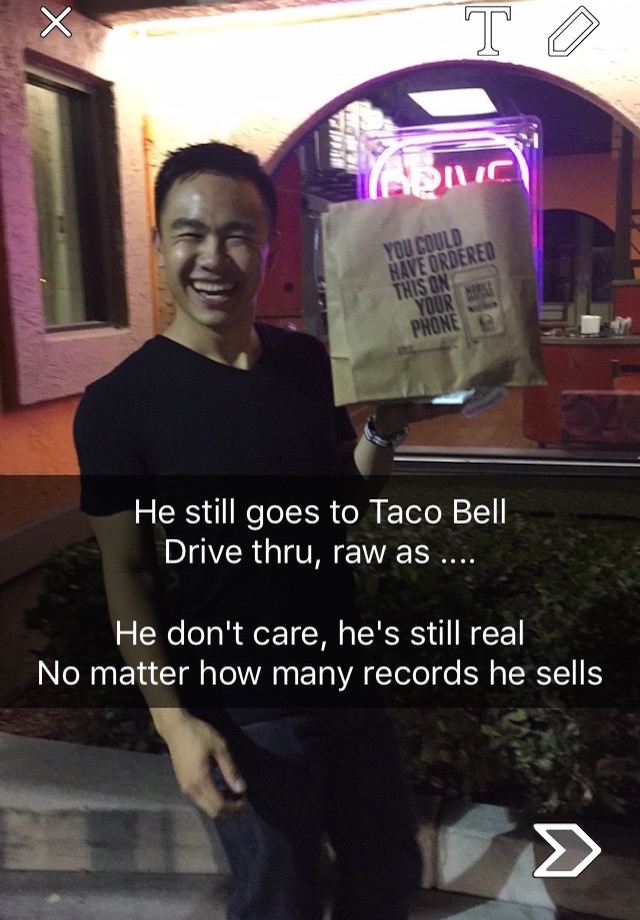 T
DRIVE
YOU COULD
HAVE ORDERED
THIS ON
YOUR
PHONE
MOBILE
He still goes to Taco Bell
Drive thru, raw as ....
He don't care, he's still real
No matter how many records he sells